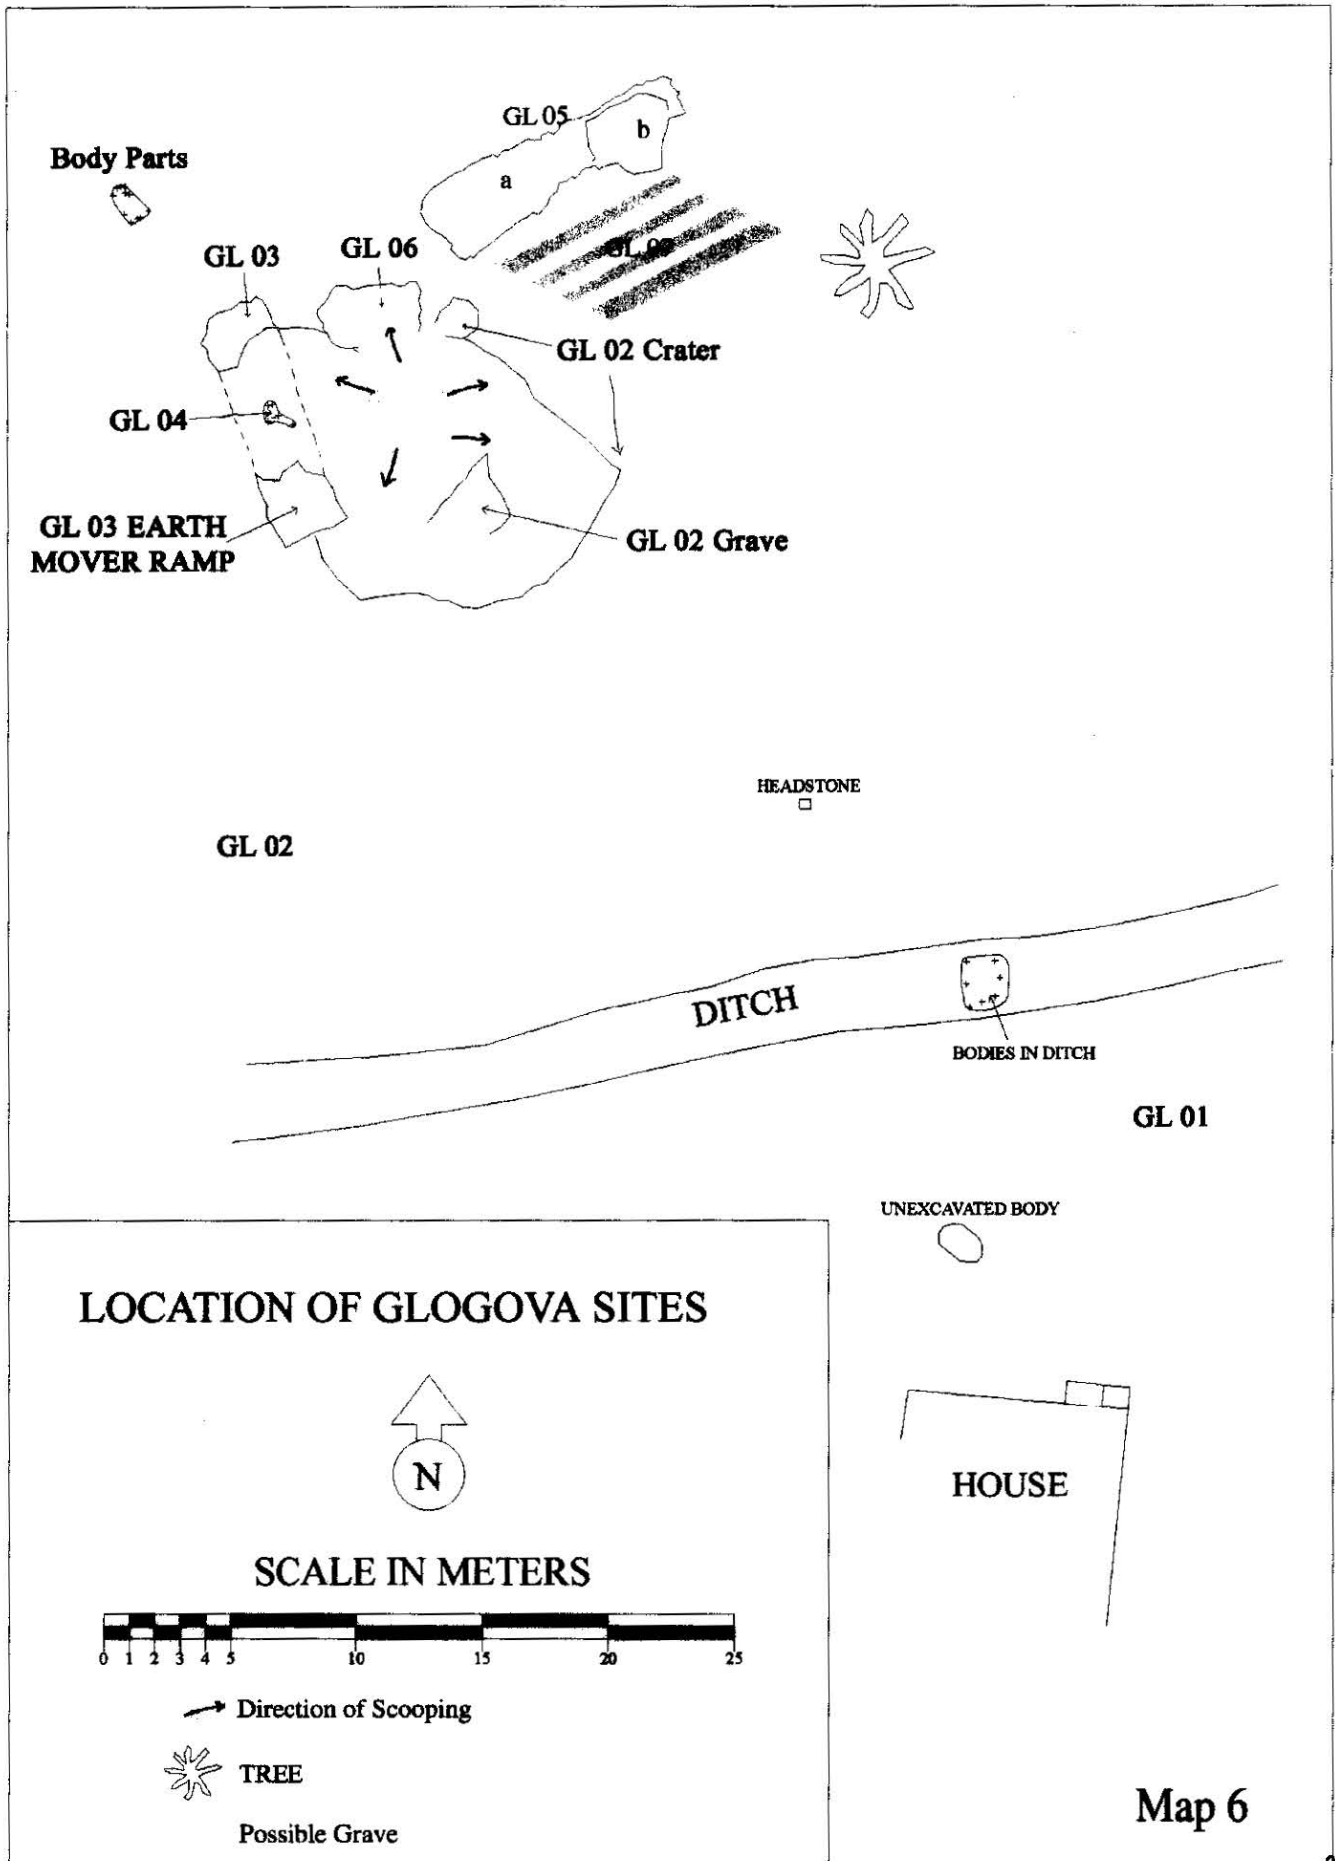 GL 05
b
a
Body Parts
GL 03
GL 06
GL 02 Crater
GL 04
GL 03 EARTH
MOVER RAMP
GL 02 Grave
HEADSTONE
GL 02
DITCH
BODIES IN DITCH
GL 01
UNEXCAVATED BODY
LOCATION OF GLOGOVA SITES
N
HOUSE
SCALE IN METERS
0 1 2 3 4 5 10 15 20 25
Direction of Scooping
TREE
Possible Grave
Map 6